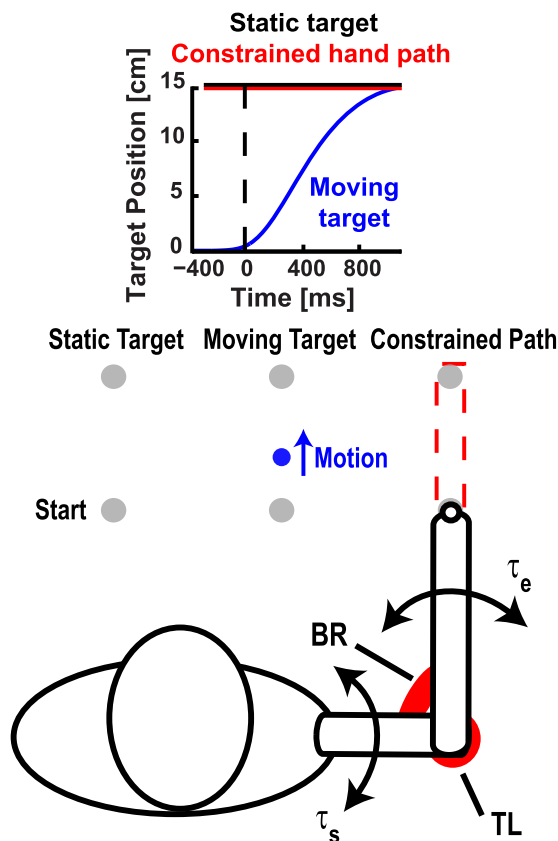 Static target
Constrained hand path
Target Position [cm]
15
10
5
0
Moving
target
−400 0 400 800
Time [ms]
Static Target Moving Target Constrained Path
Motion
Start
τe
BR
τs
TL